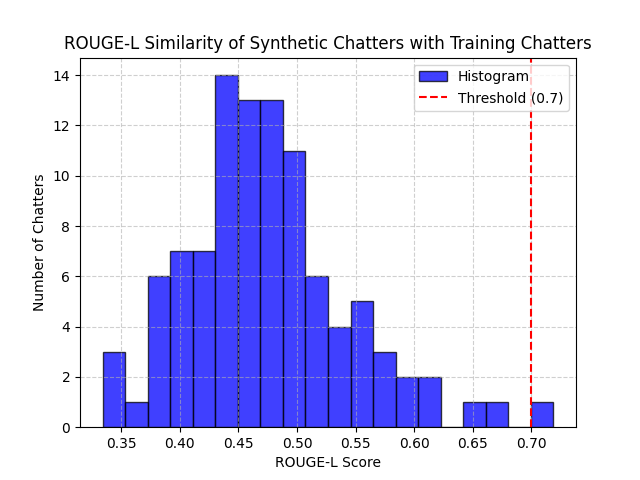 ROUGE-L Similarity of Synthetic Chatters with Training Chatters
Histogram
Threshold (0.7)
Number of Chatters
14
12
10
8
6
4
2
0
0.35 0.40 0.45 0.50 0.55 0.60 0.65 0.70
ROUGE-L Score